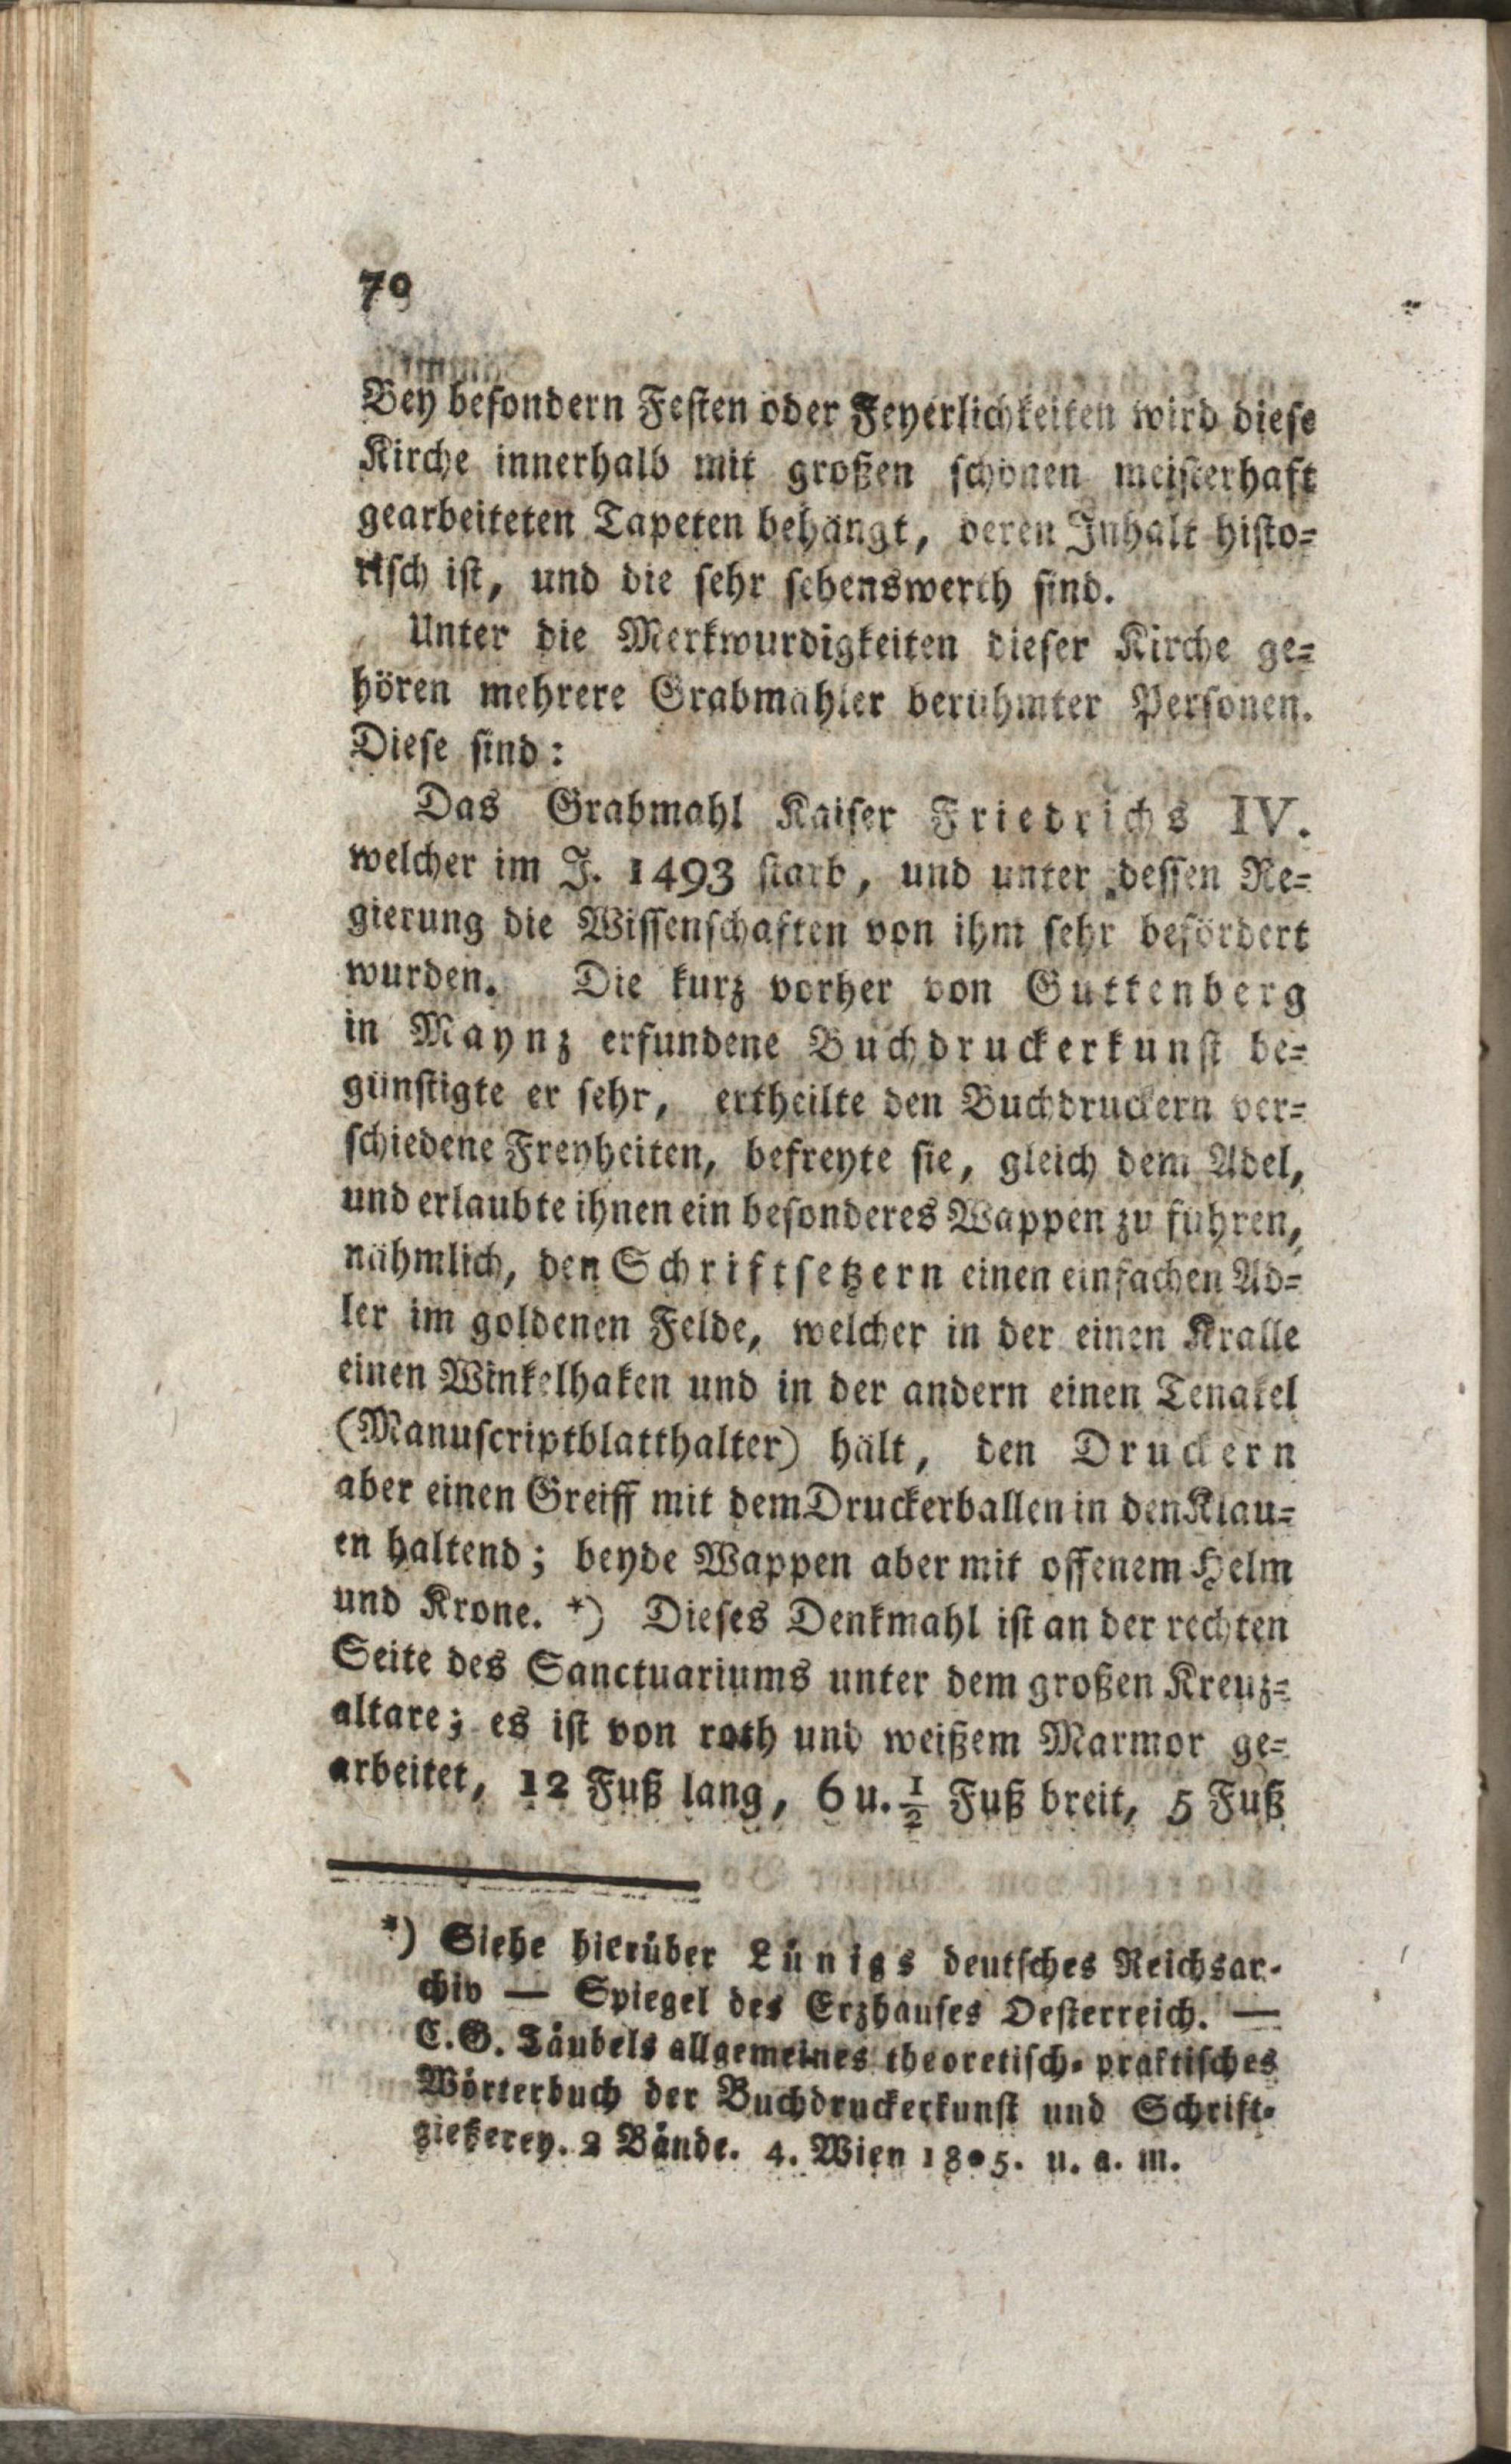 70
Bey besondern Festen oder Feyerlichkeiten wird diese
Kirche innerhalb mit großen schönen meisterhaft
gearbeiteten Tapeten behängt, deren Inhalt histo-
risch ist, und die sehr sehenswerth sind.
Unter die Merkwürdigkeiten dieser Kirche ge-
hören mehrere Grabmähler berühmter Personen.
Diese sind:
Das Grabmahl Kaiser Friedrichs IV.
welcher im J. 1493 starb, und unter dessen Re-
gierung die Wissenschaften von ihm sehr befördert
wurden. Die kurz vorher von Guttenberg
in Maynz erfundene Buchdruckerkunst be-
günstigte er sehr, ertheilte den Buchdruckern ver-
schiedene Freyheiten, befreyte sie, gleich dem Adel,
und erlaubte ihnen ein besonderes Wappen zu führen,
nähmlich, den Schriftsetzern einen einfachen Ad-
ler im goldenen Felde, welcher in der einen Kralle
einen Winkelhaken und in der andern einen Tenakel
(Manuscriptblatthalter) hält, den Druckern
aber einen Greiff mit dem Druckerballen in den Klau-
en haltend; beyde Wappen aber mit offenem Helm
und Krone. *) Dieses Denkmahl ist an der rechten
Seite des Sanctuariums unter dem großen Kreuz-
altare; es ist von roth und weißem Marmor ge-
arbeitet, 12 Fuß lang, 6 u. ½ Fuß breit, 5 Fuß
*) Siehe hierüber Lünigs deutsches Reichsar-
chiv — Spiegel des Erzhauses Oesterreich. —
C. G. Täubels allgemeines theoretisch-praktisches
Wörterbuch der Buchdruckerkunst und Schrift-
gießerey. 2 Bände. 4. Wien 1805. u. a. m.